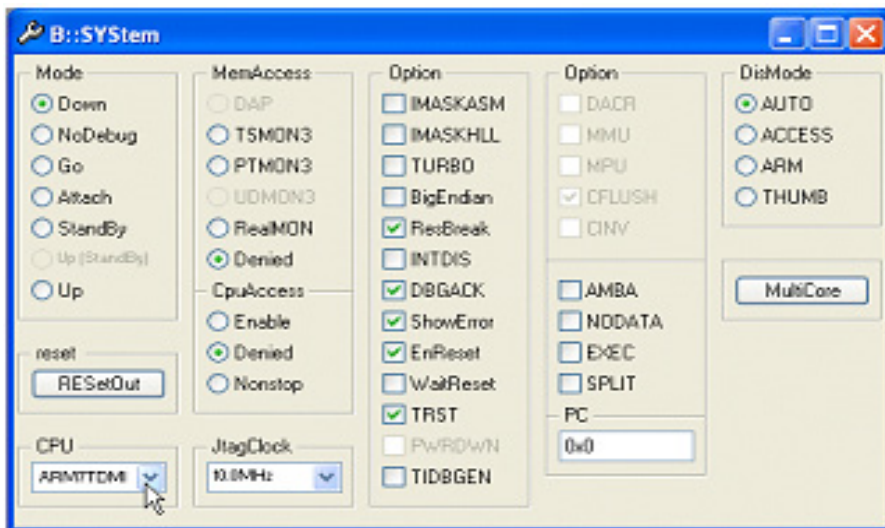 B::SYStem
Mode
Down
NoDebug
Go
Attach
StandBy
Up (StandBy)
Up
reset
RESetOut
CPU
ARM7TDMI
MemAccess
DAP
TSMON3
PTMON3
UDMON3
RealMON
Denied
CpuAccess
Enable
Denied
Nonstop
JtagClock
10.0MHz
Option
IMASKASM
IMASKHLL
TURBO
BigEndian
ResBreak
INTDIS
DBGACK
ShowError
EnReset
WaitReset
TRST
PWRDWN
TIDBGEN
Option
DACR
MMU
MPU
CFLUSH
CINV
AMBA
NODATA
EXEC
SPLIT
PC
0x0
DisMode
AUTO
ACCESS
ARM
THUMB
MultiCore